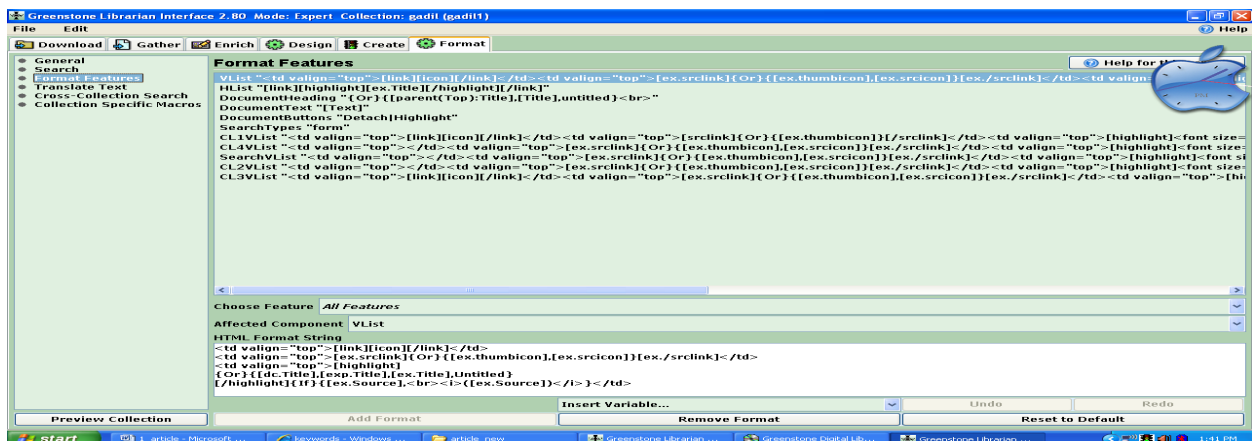 Greenstone Librarian Interface 2.80 Mode: Expert Collection: gadil (gadil1)
File Edit
Help
Download Gather Enrich Design Create Format
General
Search
Format Features
Translate Text
Cross-Collection Search
Collection Specific Macros
Format Features
Help for
VList "<td valign="top">[link][icon][/link]</td><td valign="top">[ex.srclink]{Or}{[ex.thumbicon],[ex.srcicon]}[ex./srclink]</td><td valign=
HList "[link][highlight][ex.Title][/highlight][/link]"
DocumentHeading "{Or}{[parent(Top):Title],[Title],untitled}<br>"
DocumentText "[Text]"
DocumentButtons "Detach|Highlight"
SearchTypes "form"
CL1VList "<td valign="top">[link][icon][/link]</td><td valign="top">[srclink]{Or}{[ex.thumbicon]}[/srclink]</td><td valign="top">[highlight]<font size=
CL4VList "<td valign="top"></td><td valign="top">[ex.srclink]{Or}{[ex.thumbicon],[ex.srcicon]}[ex./srclink]</td><td valign="top">[highlight]<font size=
SearchVList "<td valign="top"></td><td valign="top">[ex.srclink]{Or}{[ex.thumbicon],[ex.srcicon]}[ex./srclink]</td><td valign="top">[highlight]<font si
CL2VList "<td valign="top"></td><td valign="top">[ex.srclink]{Or}{[ex.thumbicon],[ex.srcicon]}[ex./srclink]</td><td valign="top">[highlight]<font size=
CL3VList "<td valign="top">[link][icon][/link]</td><td valign="top">[ex.srclink]{Or}{[ex.thumbicon],[ex.srcicon]}[ex./srclink]</td><td valign="top">[hi
Choose Feature All Features
Affected Component VList
HTML Format String
<td valign="top">[link][icon][/link]</td>
<td valign="top">[ex.srclink]{Or}{[ex.thumbicon],[ex.srcicon]}[ex./srclink]</td>
<td valign="top">[highlight]
{Or}{[dc.Title],[exp.Title],[ex.Title],Untitled}
[/highlight]{If}{[ex.Source],<br><i>([ex.Source])</i>}</td>
Insert Variable... Undo Redo
Preview Collection Add Format Remove Format Reset to Default
start 1_article - Microsoft ... keywords - Windows ... article_new Greenstone Librarian ... Greenstone Digital Lib... Greenstone Librarian ... 1:41 PM